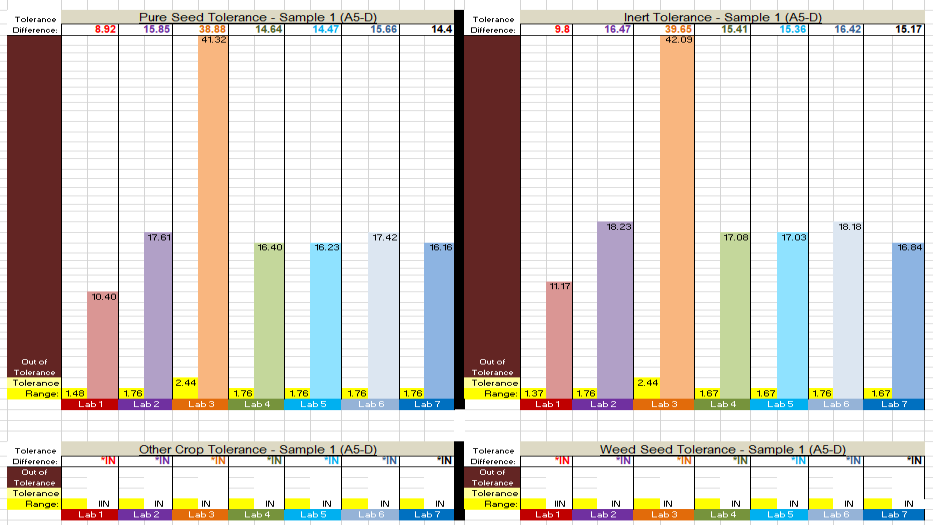 Tolerance Pure Seed Tolerance - Sample 1 (A5-D)
Difference: 8.92 15.85 38.88 14.64 14.47 15.66 14.4
41.32
17.61 17.42
16.40 16.23 16.16
10.40
Out of
Tolerance
Tolerance 2.44
Range: 1.48 1.76 1.76 1.76 1.76 1.76
Lab 1 Lab 2 Lab 3 Lab 4 Lab 5 Lab 6 Lab 7
Tolerance Inert Tolerance - Sample 1 (A5-D)
Difference: 9.8 16.47 39.65 15.41 15.36 16.42 15.17
42.09
18.23 18.18
17.08 17.03
16.84
11.17
Out of
Tolerance
Tolerance 2.44
Range: 1.37 1.76 1.67 1.67 1.76 1.67
Lab 1 Lab 2 Lab 3 Lab 4 Lab 5 Lab 6 Lab 7
Tolerance Other Crop Tolerance - Sample 1 (A5-D)
Difference: *IN *IN *IN *IN *IN *IN *IN
Out of
Tolerance
Tolerance
Range: IIN IN IN IN IN IN IN
Lab 1 Lab 2 Lab 3 Lab 4 Lab 5 Lab 6 Lab 7
Tolerance Weed Seed Tolerance - Sample 1 (A5-D)
Difference: *IN *IN *IN *IN *IN *IN *IN
Out of
Tolerance
Tolerance
Range: IIN IN IN IN IN IN IN
Lab 1 Lab 2 Lab 3 Lab 4 Lab 5 Lab 6 Lab 7